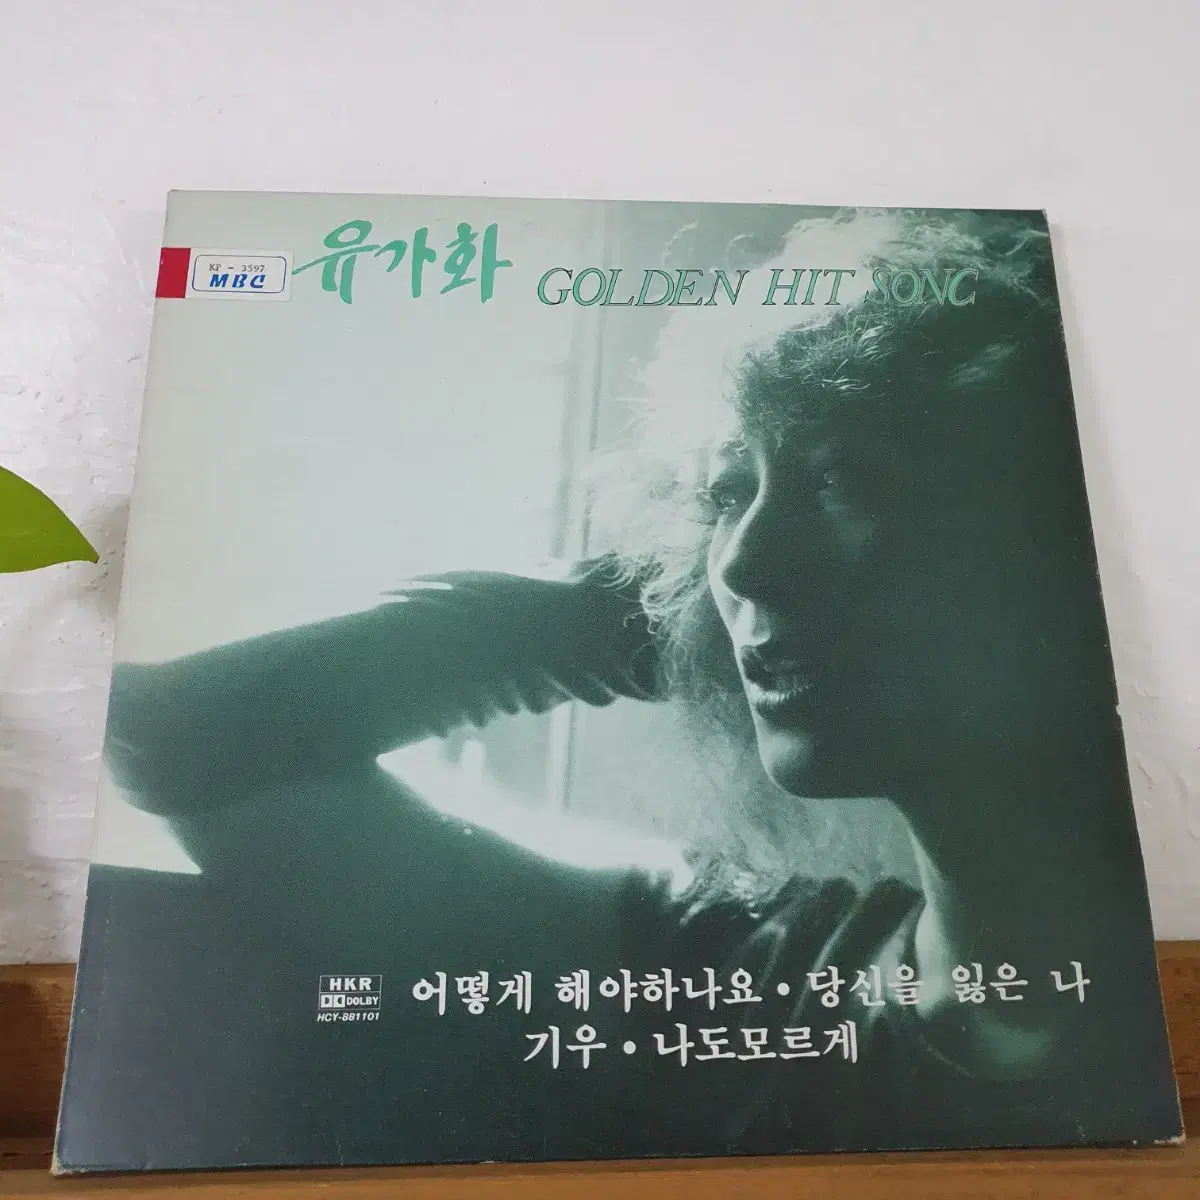 KP - 3597
MBC
유가화 GOLDEN HIT SONG
HKR
DOLBY
HCY-881101
어떻게 해야하나요 · 당신을 잃은 나
기우 · 나도모르게